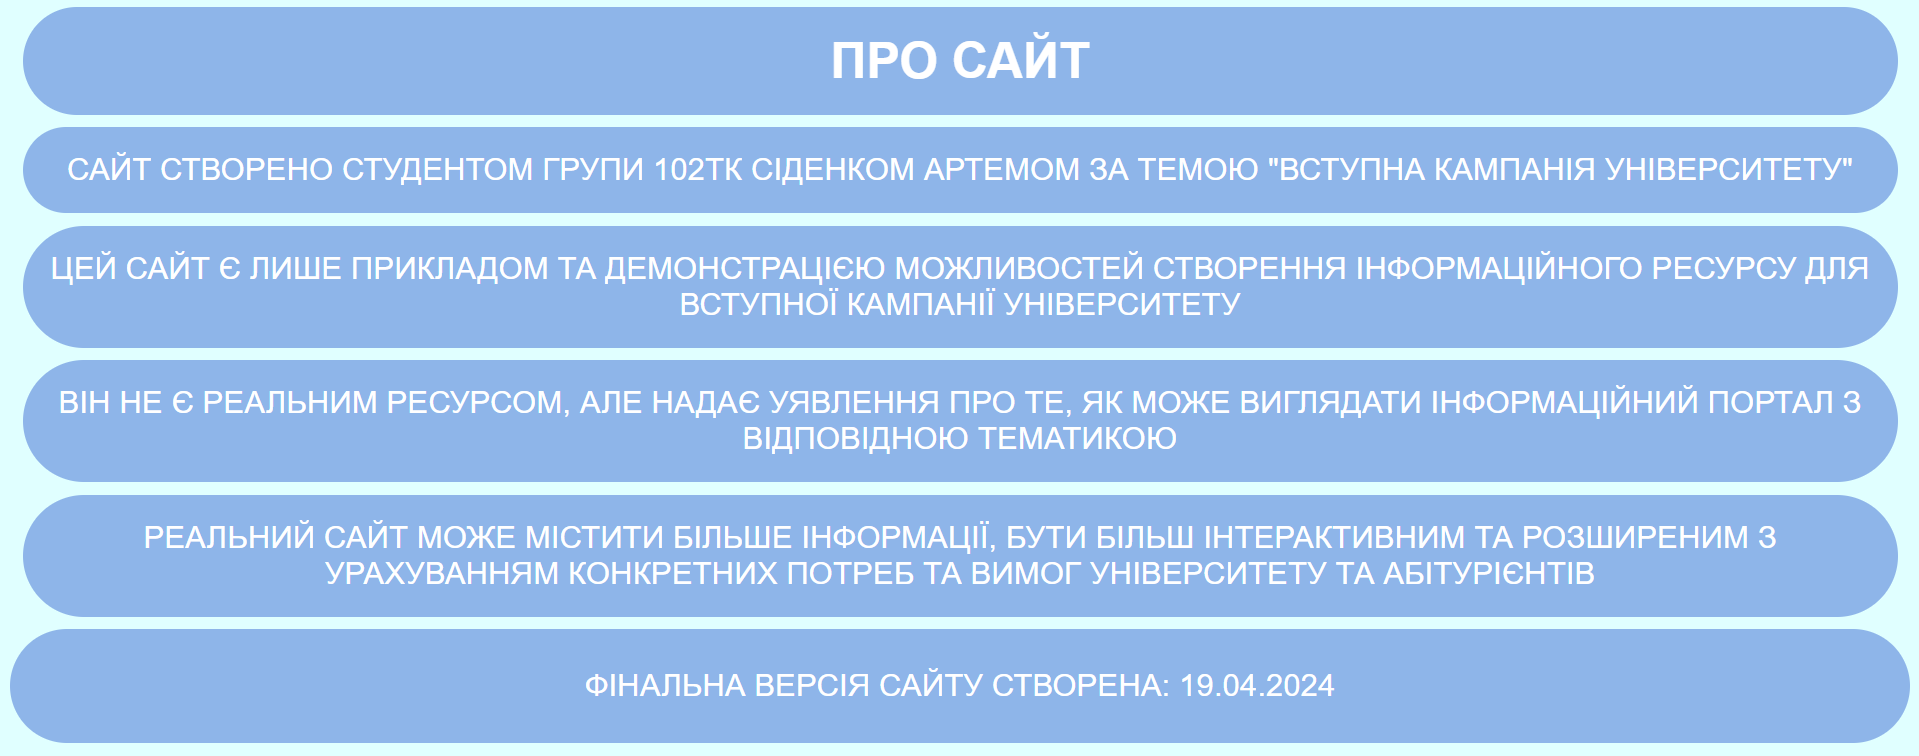 ПРО САЙТ
САЙТ СТВОРЕНО СТУДЕНТОМ ГРУПИ 102ТК СІДЕНКОМ АРТЕМОМ ЗА ТЕМОЮ "ВСТУПНА КАМПАНІЯ УНІВЕРСИТЕТУ"
ЦЕЙ САЙТ Є ЛИШЕ ПРИКЛАДОМ ТА ДЕМОНСТРАЦІЄЮ МОЖЛИВОСТЕЙ СТВОРЕННЯ ІНФОРМАЦІЙНОГО РЕСУРСУ ДЛЯ
ВСТУПНОЇ КАМПАНІЇ УНІВЕРСИТЕТУ
ВІН НЕ Є РЕАЛЬНИМ РЕСУРСОМ, АЛЕ НАДАЄ УЯВЛЕННЯ ПРО ТЕ, ЯК МОЖЕ ВИГЛЯДАТИ ІНФОРМАЦІЙНИЙ ПОРТАЛ З
ВІДПОВІДНОЮ ТЕМАТИКОЮ
РЕАЛЬНИЙ САЙТ МОЖЕ МІСТИТИ БІЛЬШЕ ІНФОРМАЦІЇ, БУТИ БІЛЬШ ІНТЕРАКТИВНИМ ТА РОЗШИРЕНИМ З
УРАХУВАННЯМ КОНКРЕТНИХ ПОТРЕБ ТА ВИМОГ УНІВЕРСИТЕТУ ТА АБІТУРІЄНТІВ
ФІНАЛЬНА ВЕРСІЯ САЙТУ СТВОРЕНА: 19.04.2024